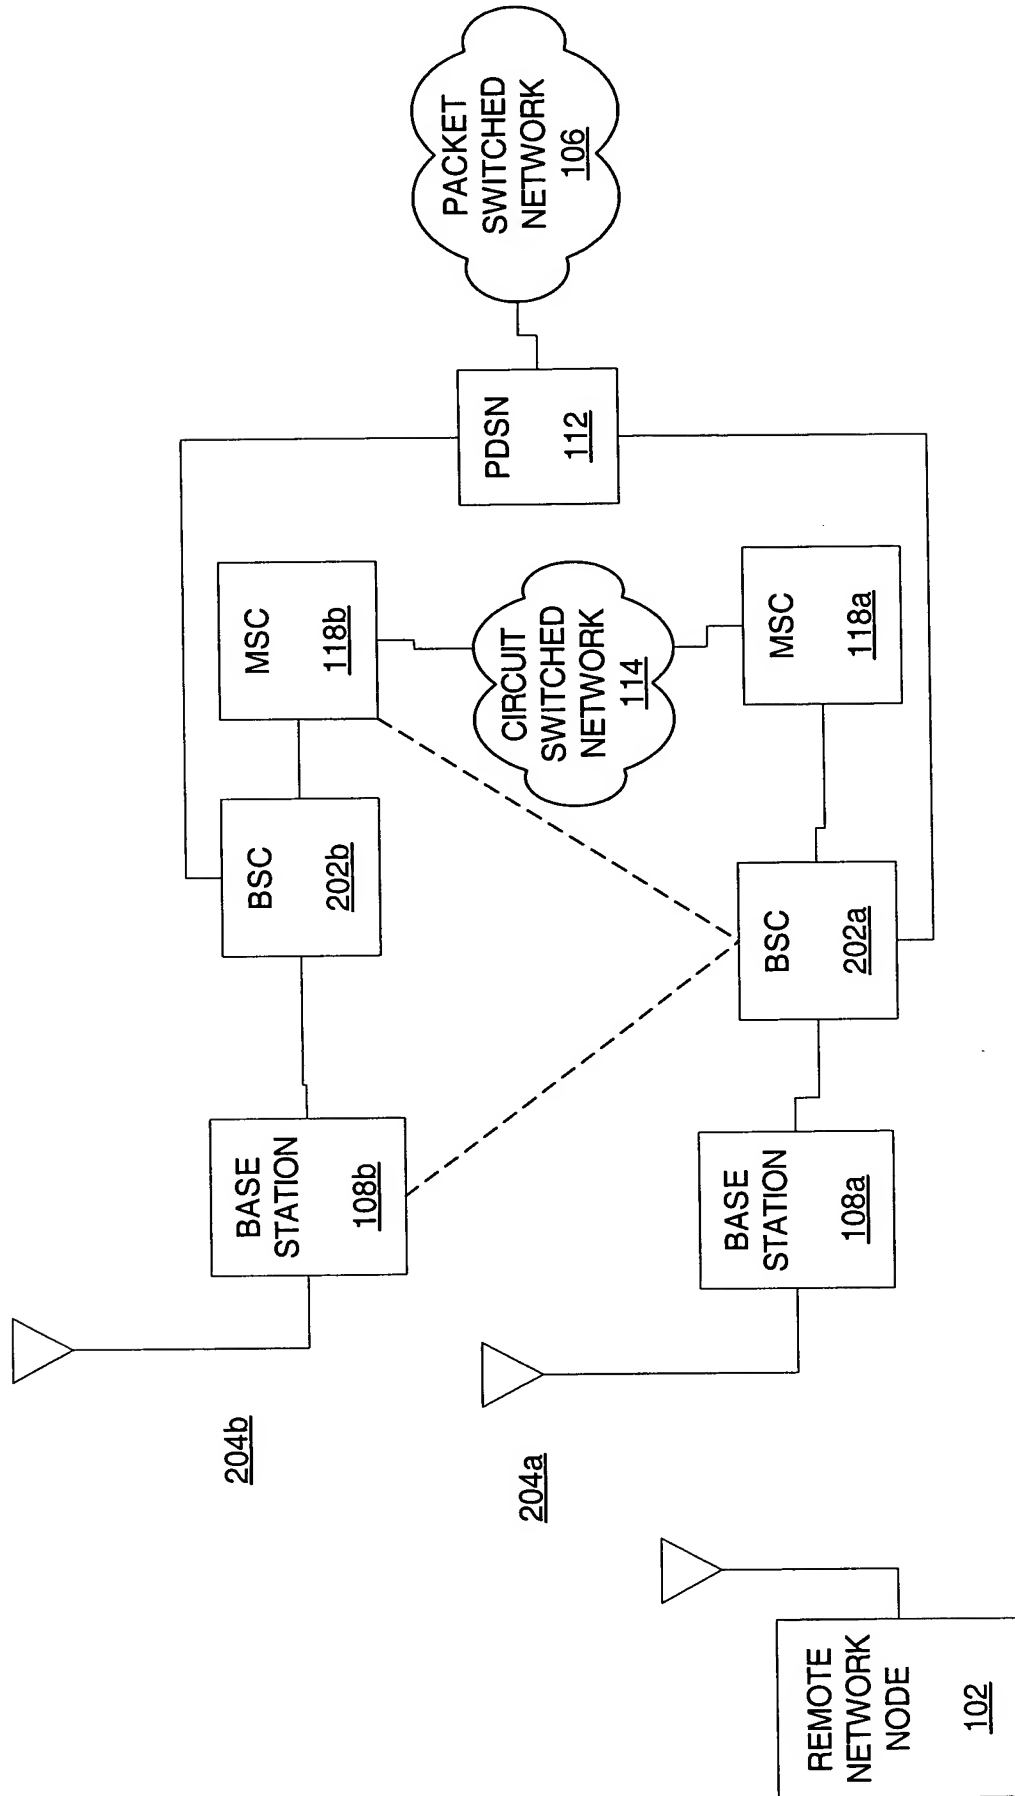 PACKET
SWITCHED
NETWORK
106
PDSN
112
MSC
118b
CIRCUIT
SWITCHED
NETWORK
114
MSC
118a
BSC
202b
BSC
202a
BASE
STATION
108b
BASE
STATION
108a
204b
204a
REMOTE
NETWORK
NODE
102